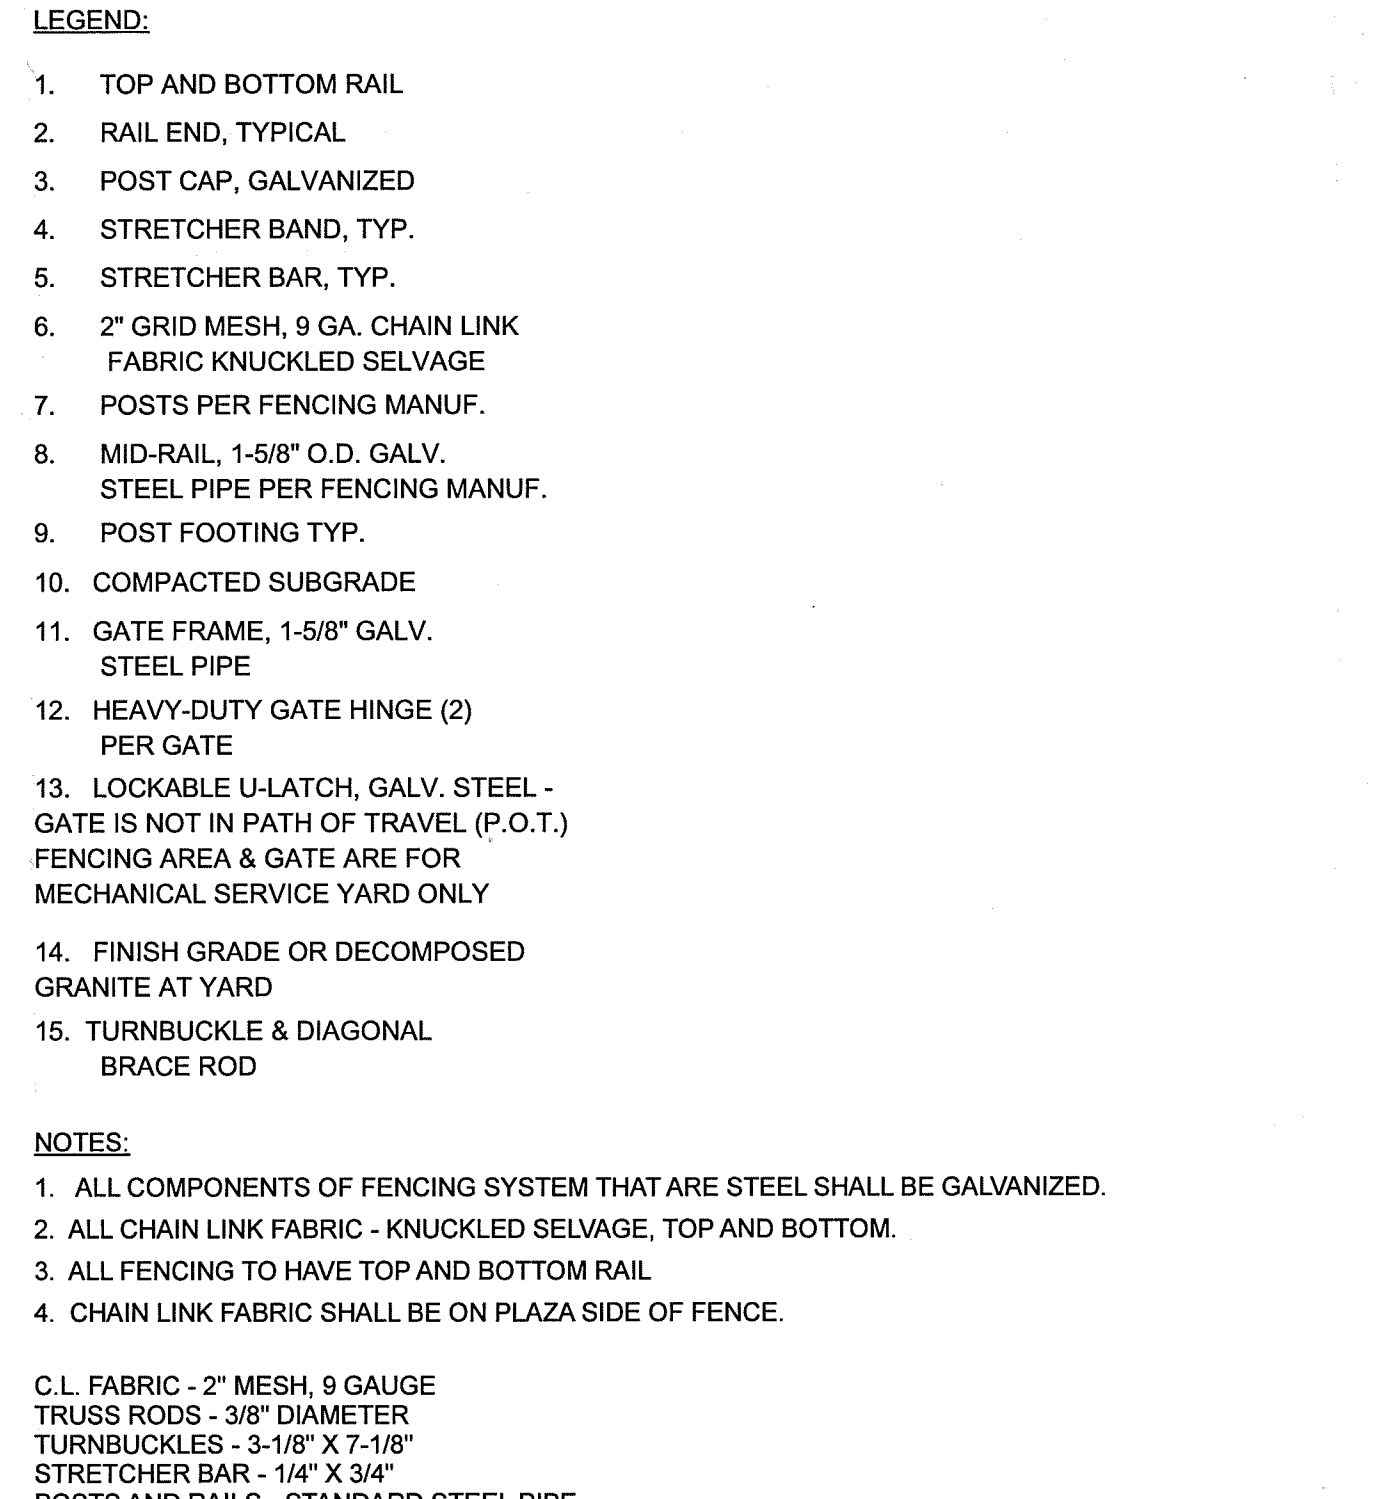 LEGEND:
1. TOP AND BOTTOM RAIL
2. RAIL END, TYPICAL
3. POST CAP, GALVANIZED
4. STRETCHER BAND, TYP.
5. STRETCHER BAR, TYP.
6. 2" GRID MESH, 9 GA. CHAIN LINK
FABRIC KNUCKLED SELVAGE
7. POSTS PER FENCING MANUF.
8. MID-RAIL, 1-5/8" O.D. GALV.
STEEL PIPE PER FENCING MANUF.
9. POST FOOTING TYP.
10. COMPACTED SUBGRADE
11. GATE FRAME, 1-5/8" GALV.
STEEL PIPE
12. HEAVY-DUTY GATE HINGE (2)
PER GATE
13. LOCKABLE U-LATCH, GALV. STEEL -
GATE IS NOT IN PATH OF TRAVEL (P.O.T.)
FENCING AREA & GATE ARE FOR
MECHANICAL SERVICE YARD ONLY
14. FINISH GRADE OR DECOMPOSED
GRANITE AT YARD
15. TURNBUCKLE & DIAGONAL
BRACE ROD
NOTES:
1. ALL COMPONENTS OF FENCING SYSTEM THAT ARE STEEL SHALL BE GALVANIZED.
2. ALL CHAIN LINK FABRIC - KNUCKLED SELVAGE, TOP AND BOTTOM.
3. ALL FENCING TO HAVE TOP AND BOTTOM RAIL
4. CHAIN LINK FABRIC SHALL BE ON PLAZA SIDE OF FENCE.
C.L. FABRIC - 2" MESH, 9 GAUGE
TRUSS RODS - 3/8" DIAMETER
TURNBUCKLES - 3-1/8" X 7-1/8"
STRETCHER BAR - 1/4" X 3/4"
POSTS AND RAILS - STANDARD STEEL PIPE